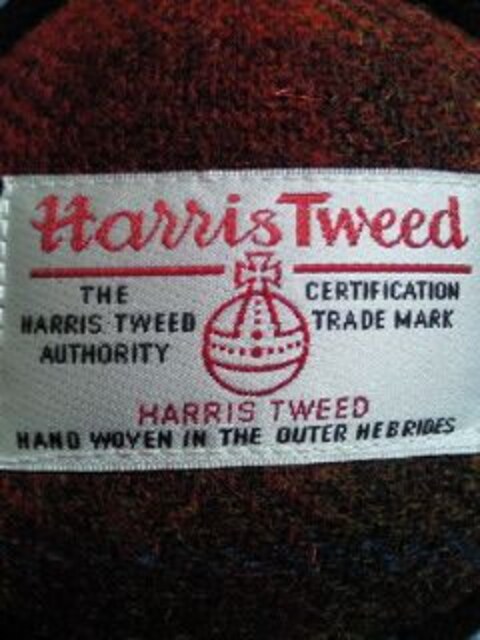 Harris Tweed
THE
HARRIS TWEED
AUTHORITY
CERTIFICATION
TRADE MARK
HARRIS TWEED
HAND WOVEN IN THE OUTER HEBRIDES